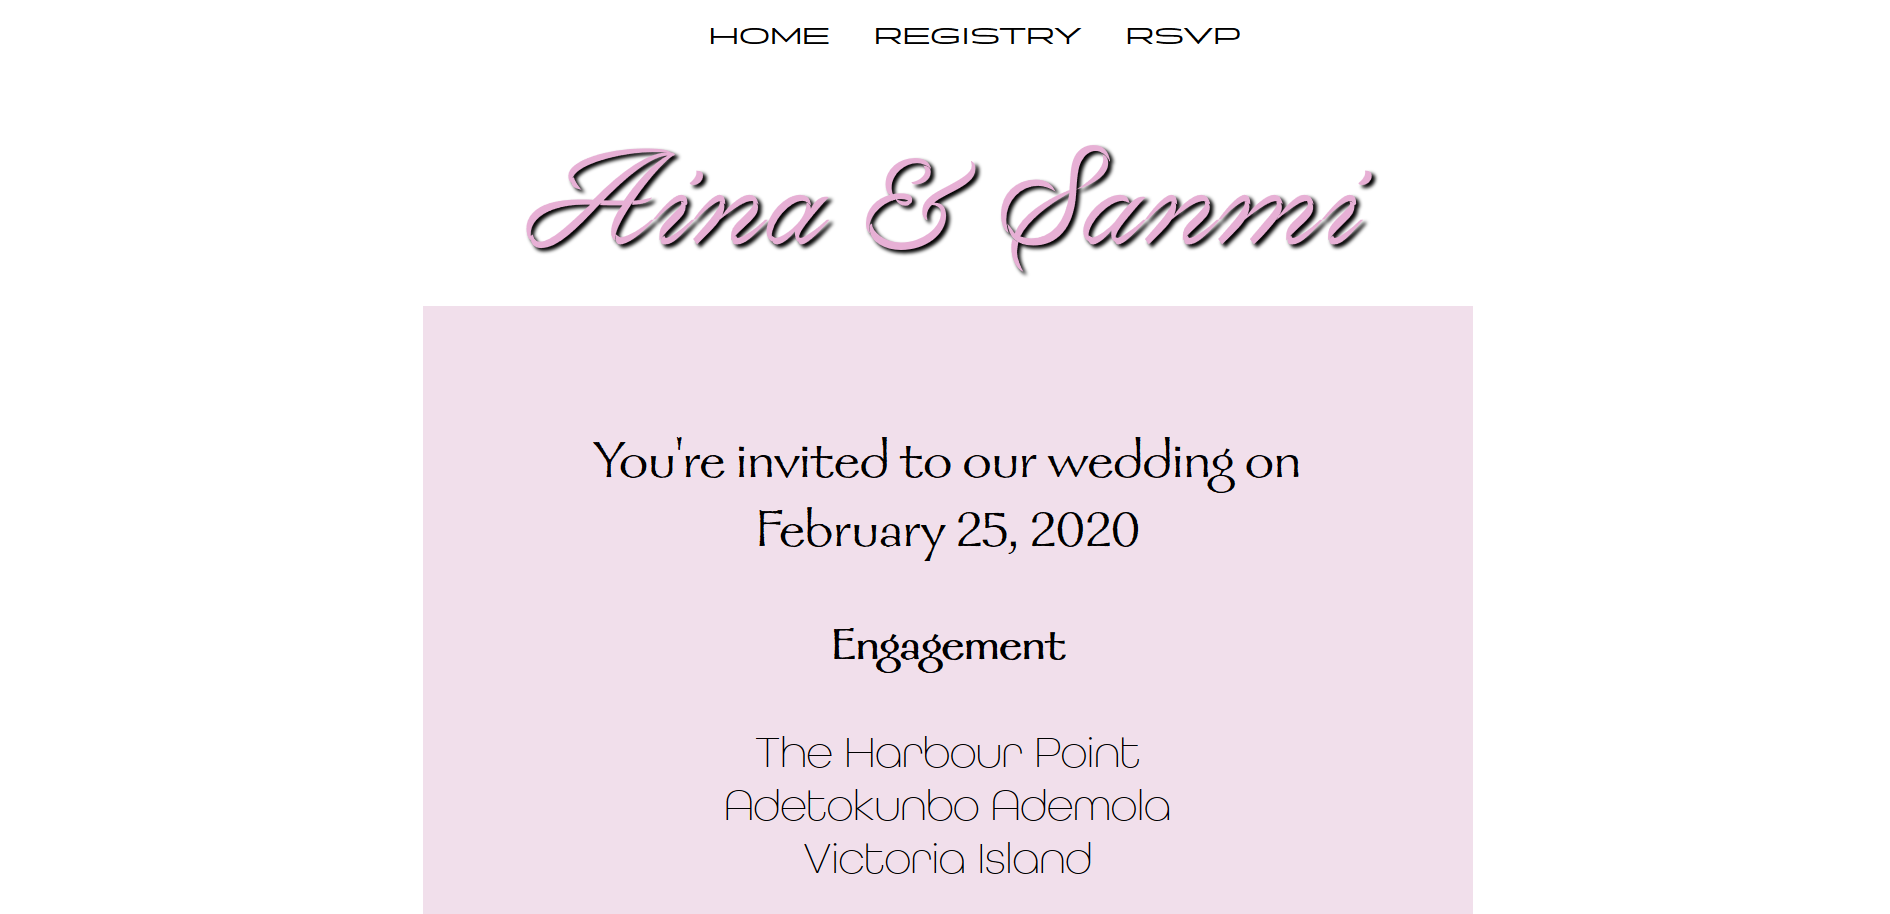 HOME REGISTRY RSVP
Aina & Sanmi
You're invited to our wedding on
February 25, 2020
Engagement
The Harbour Point
Adetokunbo Ademola
Victoria Island